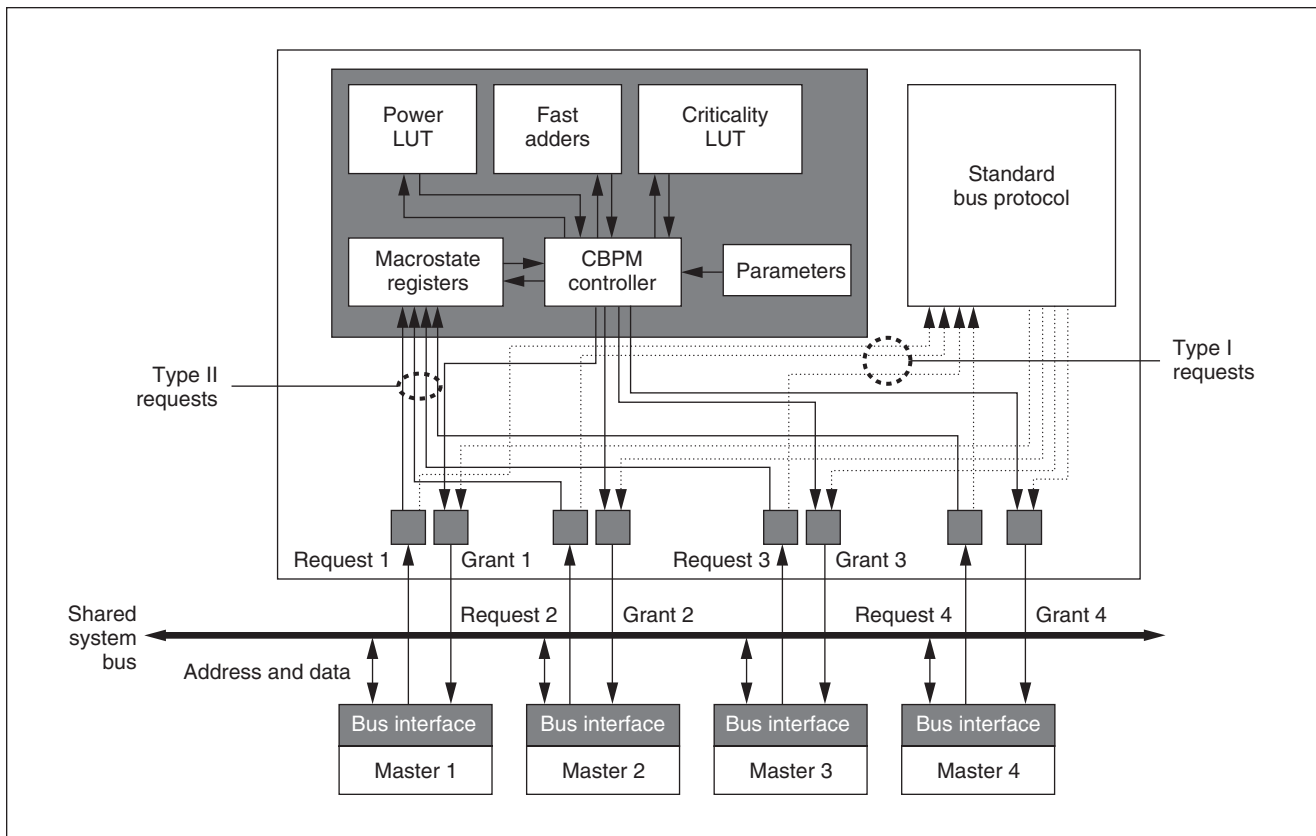 Power
LUT
Fast
adders
Criticality
LUT
Standard
bus protocol
Macrostate
registers
CBPM
controller
Parameters
Type II
requests
Type I
requests
Request 1
Grant 1
Request 3
Grant 3
Request 2
Grant 2
Request 4
Grant 4
Shared
system
bus
Address and data
Bus interface
Bus interface
Bus interface
Bus interface
Master 1
Master 2
Master 3
Master 4